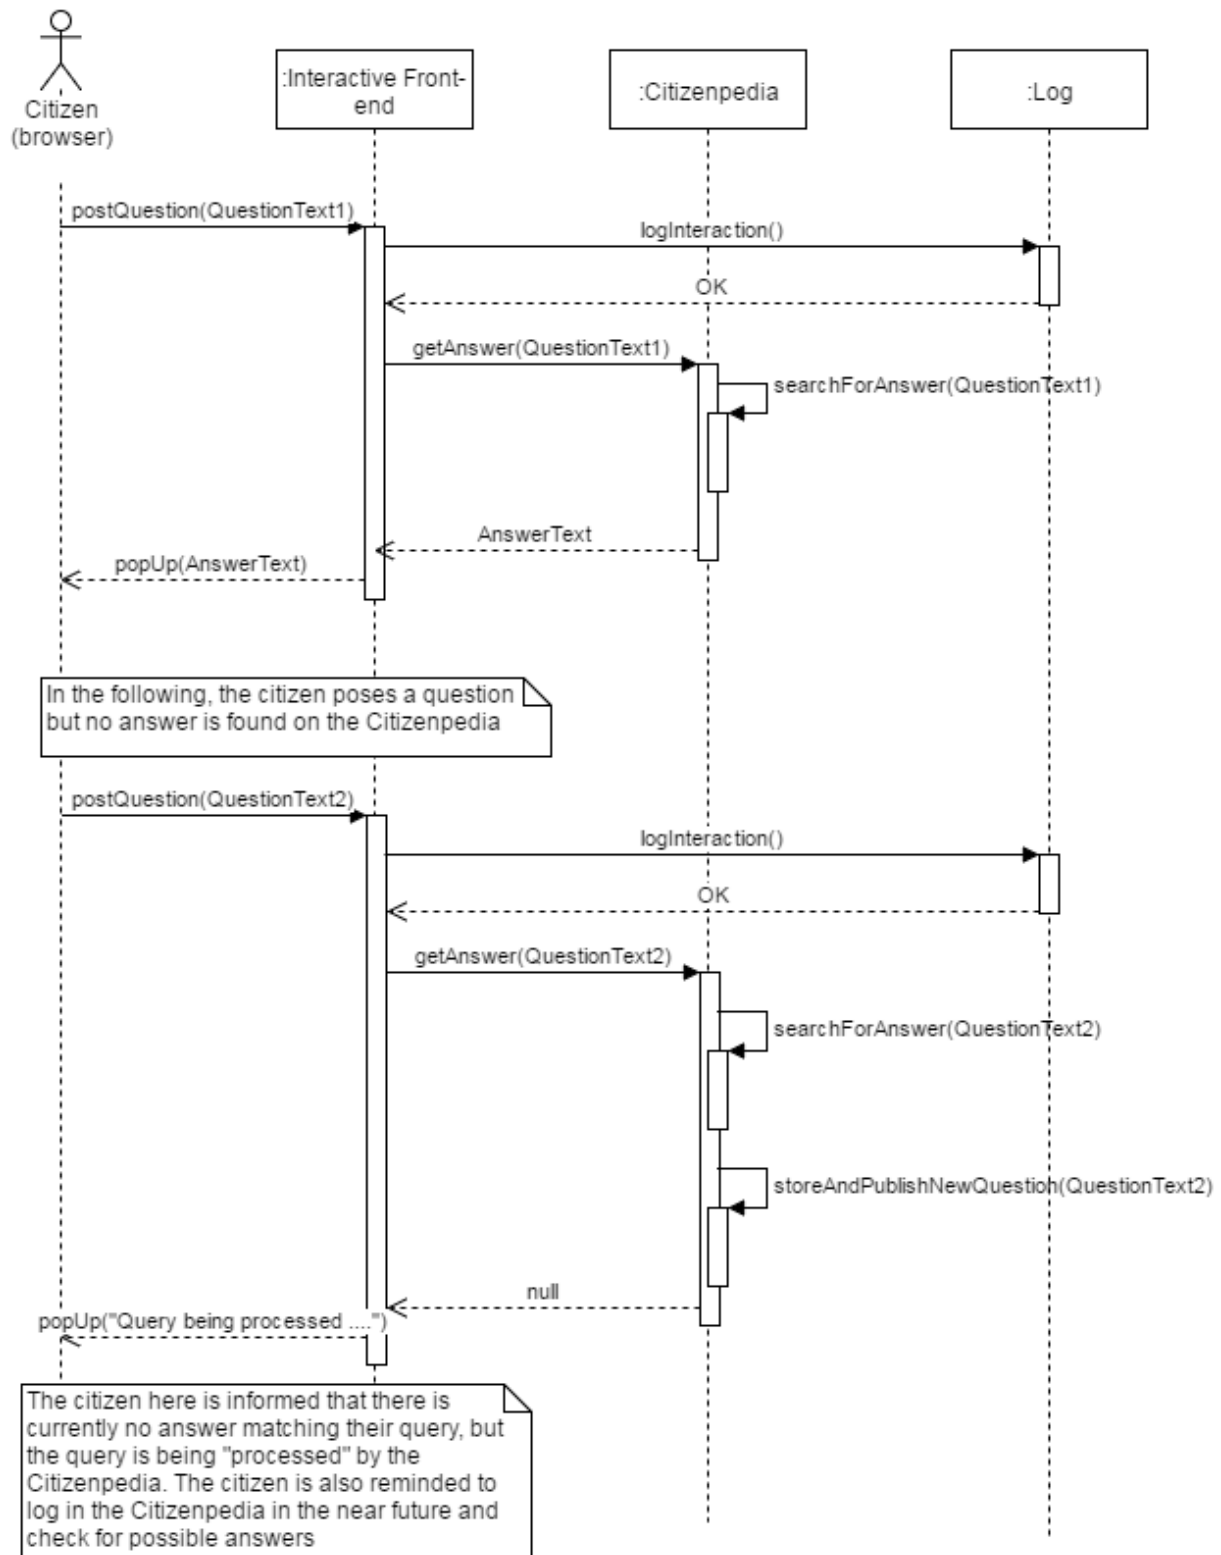 Citizen
(browser)
:Interactive Front-
end
:Citizenpedia
:Log
postQuestion(QuestionText1)
logInteraction()
OK
getAnswer(QuestionText1)
searchForAnswer(QuestionText1)
AnswerText
popUp(AnswerText)
In the following, the citizen poses a question
but no answer is found on the Citizenpedia
postQuestion(QuestionText2)
logInteraction()
OK
getAnswer(QuestionText2)
searchForAnswer(QuestionText2)
storeAndPublishNewQuestion(QuestionText2)
null
popUp("Query being processed ....")
The citizen here is informed that there is
currently no answer matching their query, but
the query is being "processed" by the
Citizenpedia. The citizen is also reminded to
log in the Citizenpedia in the near future and
check for possible answers